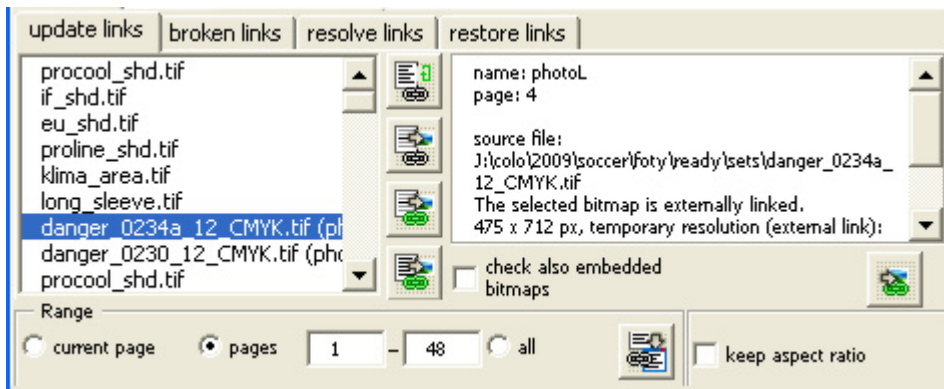 update links
broken links
resolve links
restore links
procool_shd.tif
if_shd.tif
eu_shd.tif
proline_shd.tif
klima_area.tif
long_sleeve.tif
danger_0234a_12_CMYK.tif (ph
danger_0230_12_CMYK.tif (pho
procool_shd.tif
name: photoL
page: 4
source file:
J:\colo\2009\soccer\foty\ready\sets\danger_0234a_
12_CMYK.tif
The selected bitmap is externally linked.
475 x 712 px, temporary resolution (external link):
check also embedded
bitmaps
Range
current page
pages
1
–
48
all
keep aspect ratio